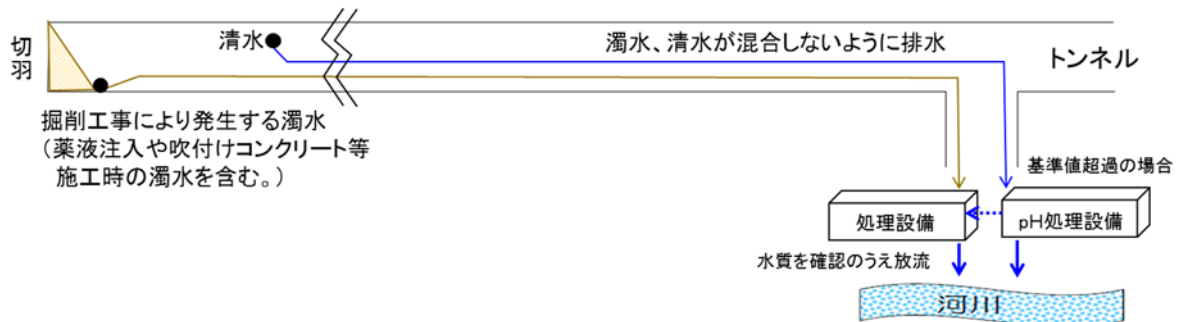 切羽
清水
濁水、清水が混合しないように排水
トンネル
掘削工事により発生する濁水
（薬液注入や吹付けコンクリート等
施工時の濁水を含む。）
基準値超過の場合
処理設備
pH処理設備
水質を確認のうえ放流
河川